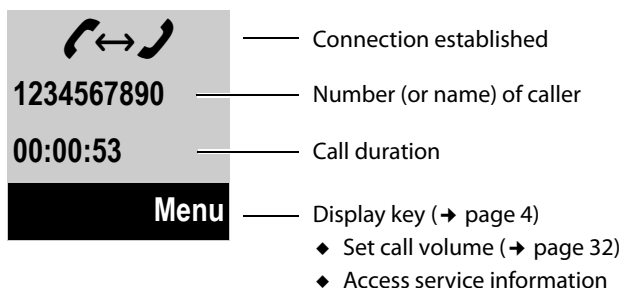 Connection established
1234567890
Number (or name) of caller
00:00:53
Call duration
Menu
Display key (➔ page 4)
◆ Set call volume (➔ page 32)
◆ Access service information